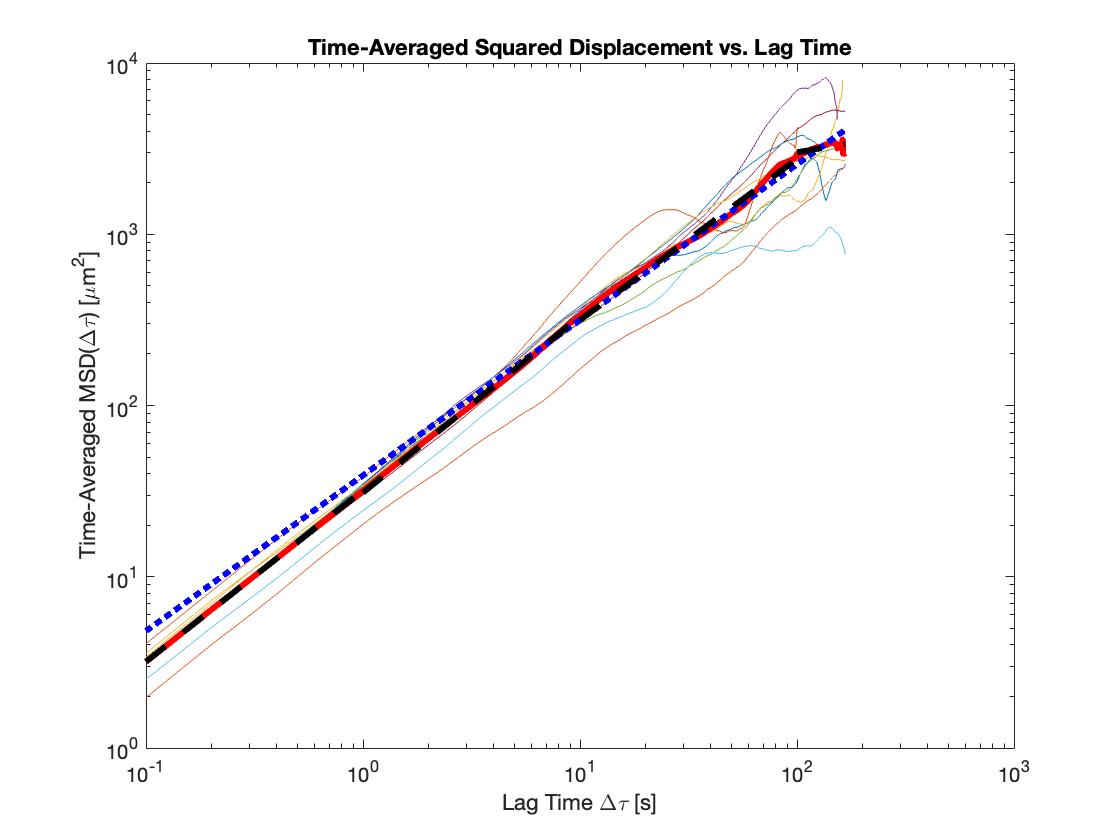 Time-Averaged Squared Displacement vs. Lag Time
10^4
10^3
10^2
10^1
10^0
Time-Averaged MSD(Δτ) [μm^2]
10^-1 10^0 10^1 10^2 10^3
Lag Time Δτ [s]